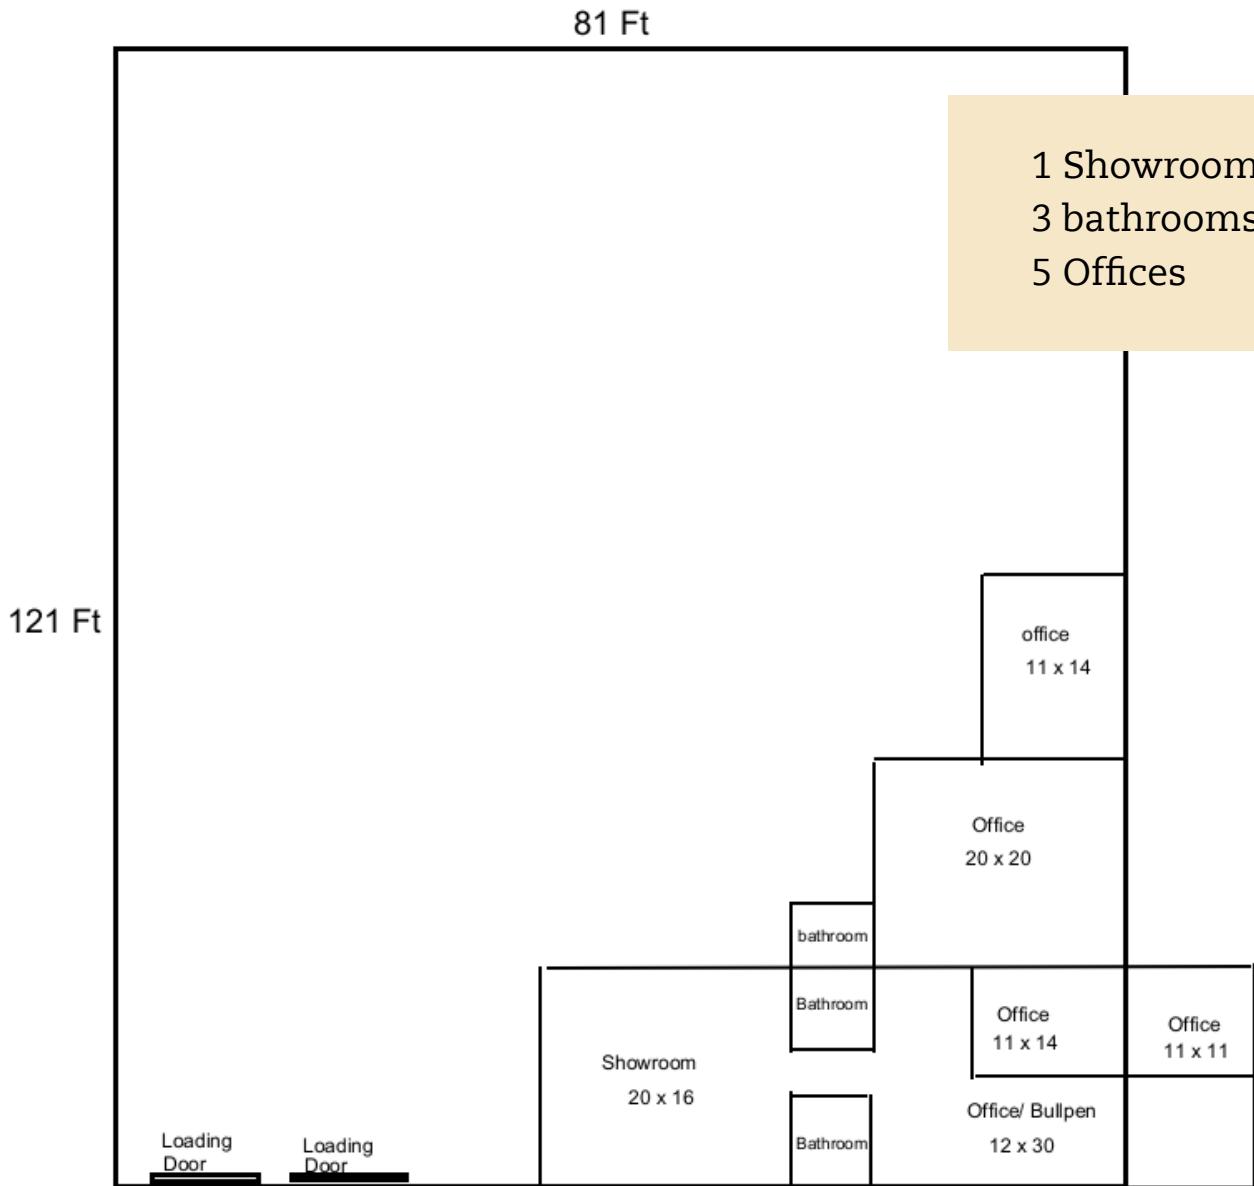 81 Ft
1 Showroom
3 bathrooms
5 Offices
121 Ft
office
11 x 14
Office
20 x 20
bathroom
Bathroom
Office
11 x 14
Office
11 x 11
Showroom
20 x 16
Office/ Bullpen
12 x 30
Bathroom
Loading
Door
Loading
Door